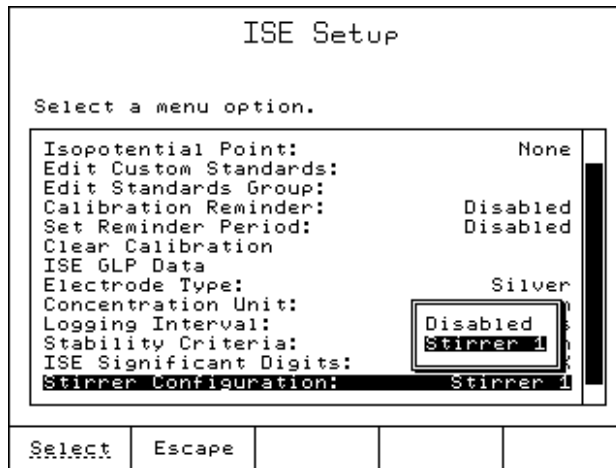 ISE Setup
Select a menu option.
Isopotential Point: None
Edit Custom Standards:
Edit Standards Group:
Calibration Reminder: Disabled
Set Reminder Period: Disabled
Clear Calibration
ISE GLP Data
Electrode Type: Silver
Concentration Unit:
Logging Interval:
Stability Criteria:
ISE Significant Digits:
Stirrer Configuration: Stirrer 1
Disabled
Stirrer 1
Select Escape